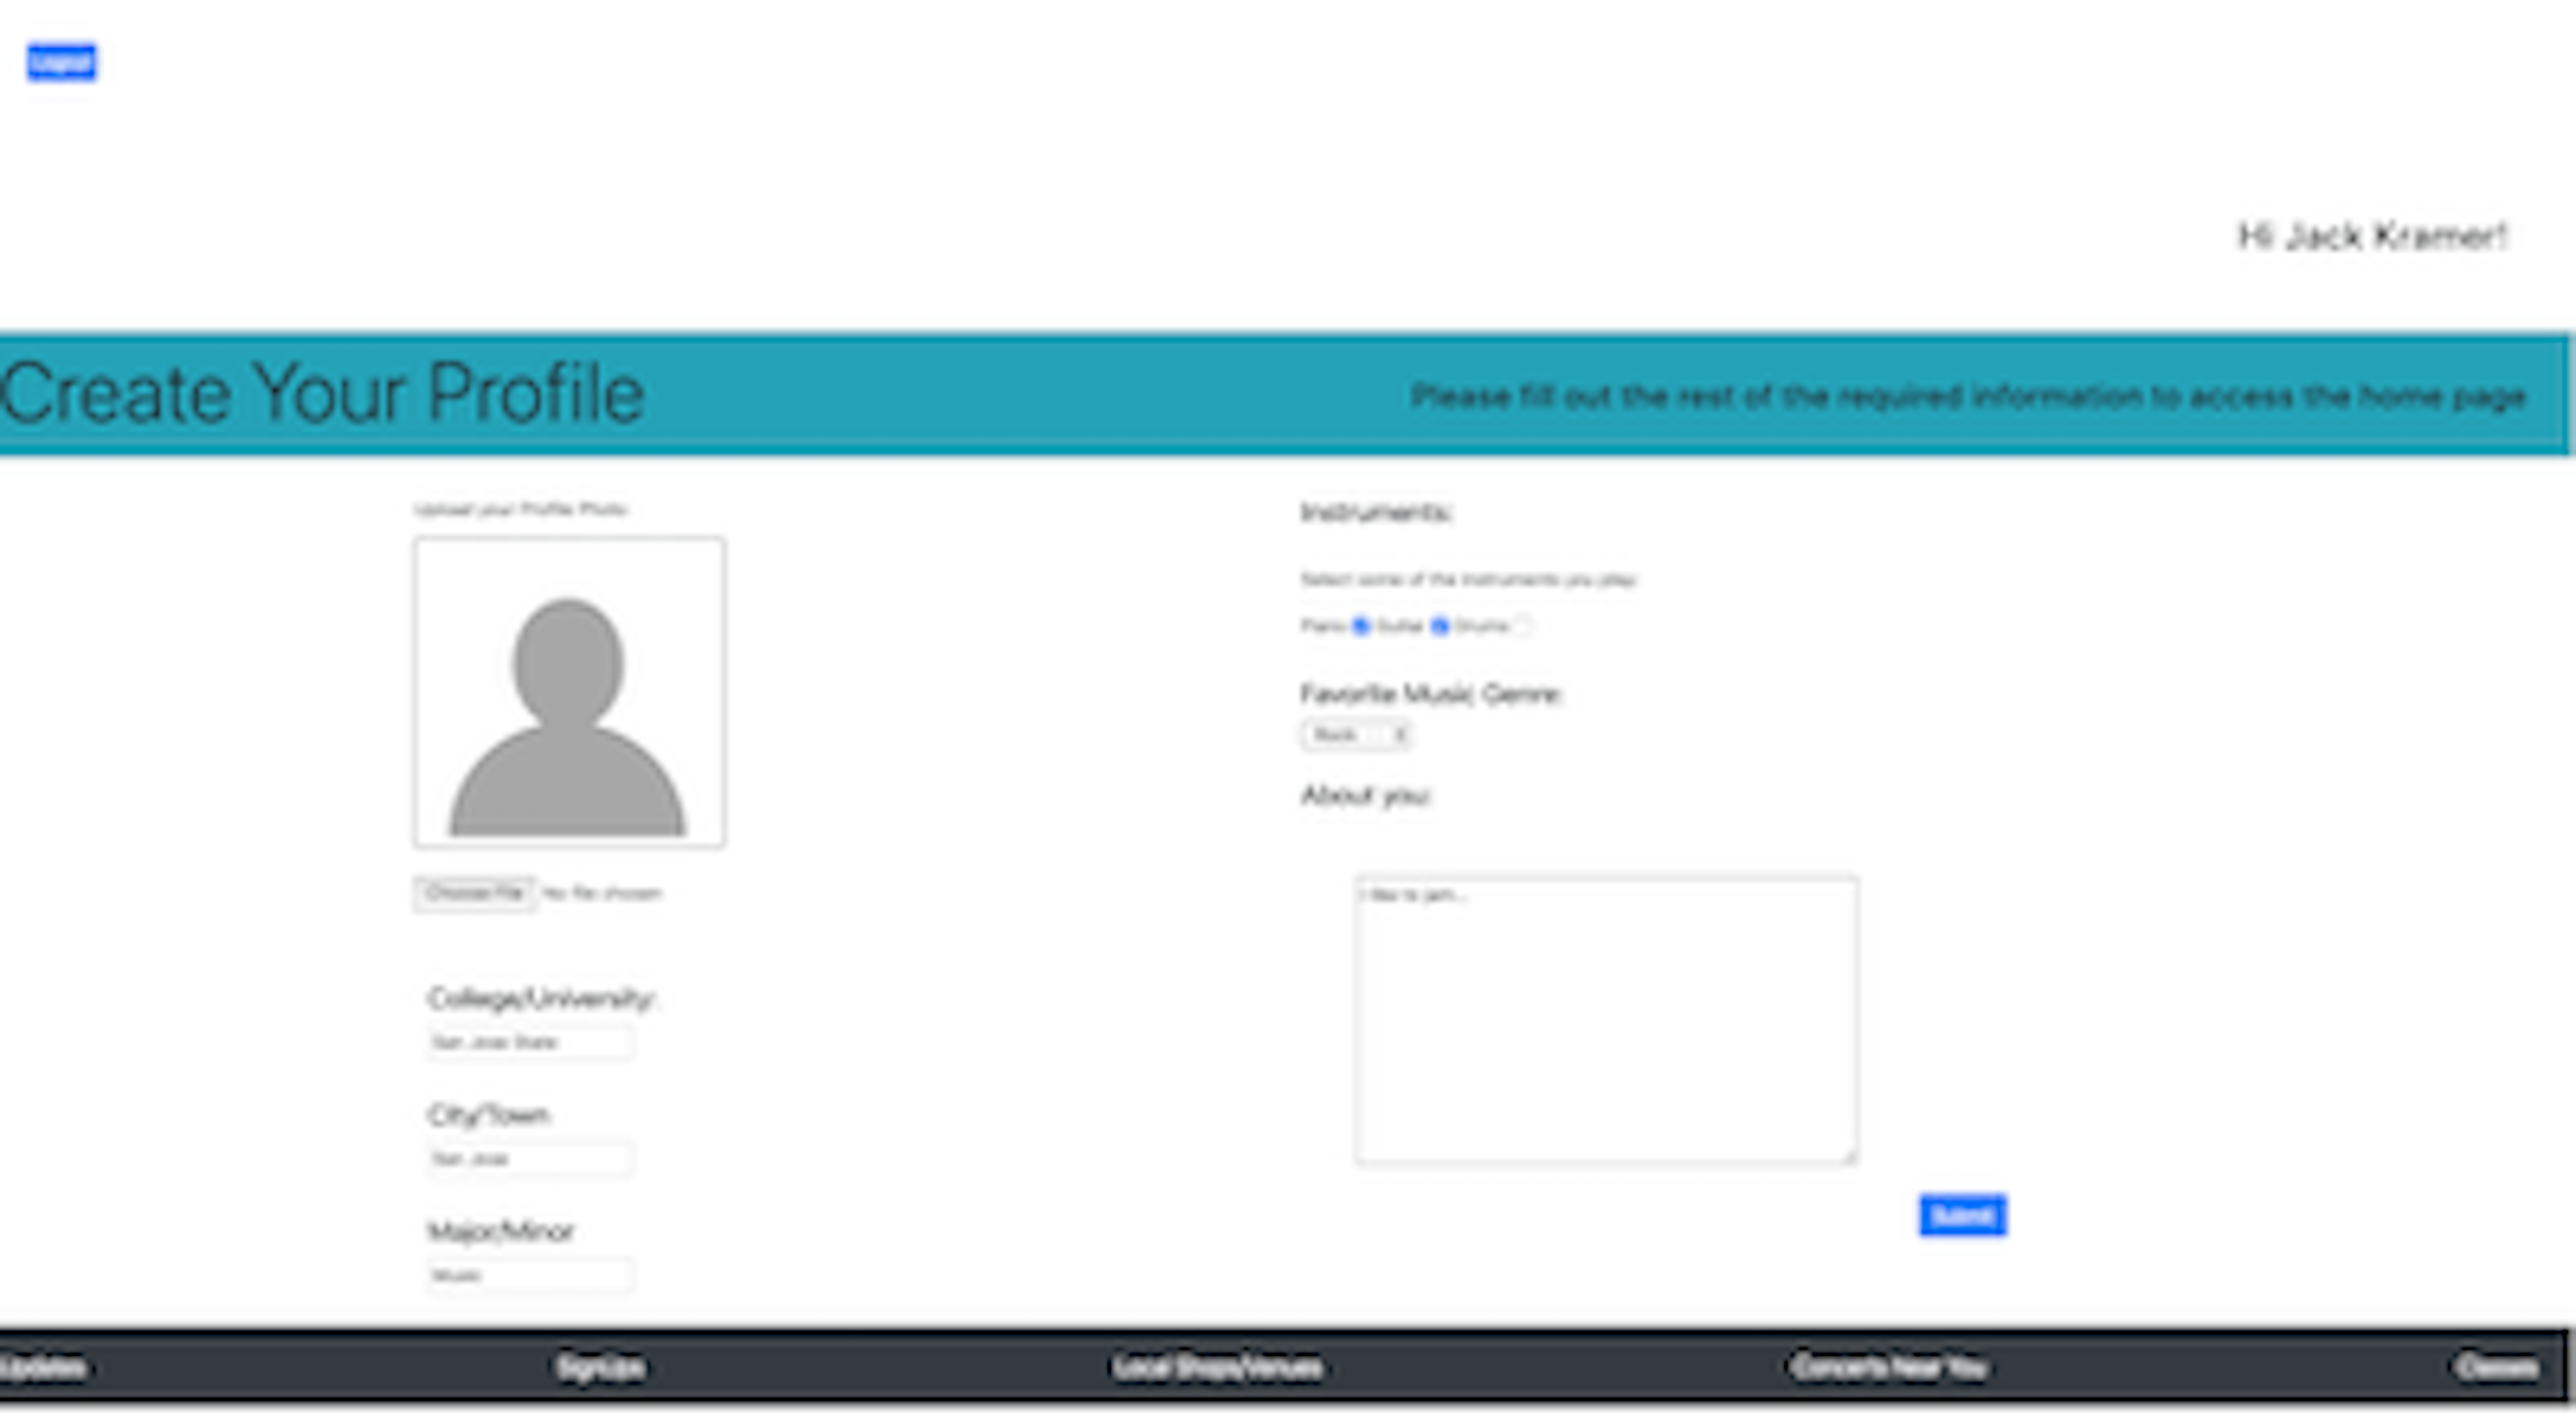 Logout
Hi Jack Kramer!
Create Your Profile
Please fill out the rest of the required information to access the home page
Upload your Profile Photo
Choose File No file chosen
College/University:
San Jose State
City/Town
San Jose
Major/Minor
Music
Instruments:
Select some of the instruments you play:
Piano Guitar Drums
Favorite Music Genre:
Rock
About you:
I like to jam...
Submit
Updates SignUps Local Shops/Venues Concerts Near You Classes